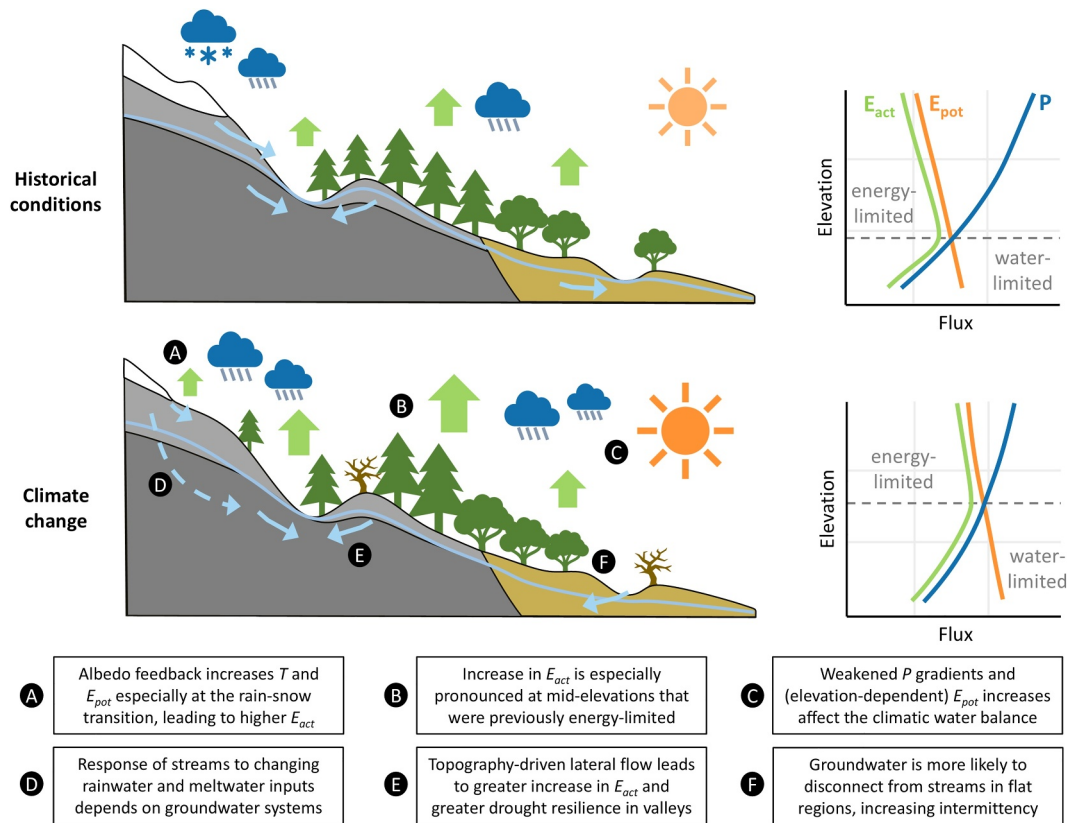 Historical
conditions
E_act
E_pot
P
Elevation
energy-
limited
water-
limited
Flux
A
B
C
D
E
F
Climate
change
Elevation
energy-
limited
water-
limited
Flux
A
Albedo feedback increases T and
E_pot especially at the rain-snow
transition, leading to higher E_act
B
Increase in E_act is especially
pronounced at mid-elevations that
were previously energy-limited
C
Weakened P gradients and
(elevation-dependent) E_pot increases
affect the climatic water balance
D
Response of streams to changing
rainwater and meltwater inputs
depends on groundwater systems
E
Topography-driven lateral flow leads
to greater increase in E_act and
greater drought resilience in valleys
F
Groundwater is more likely to
disconnect from streams in flat
regions, increasing intermittency